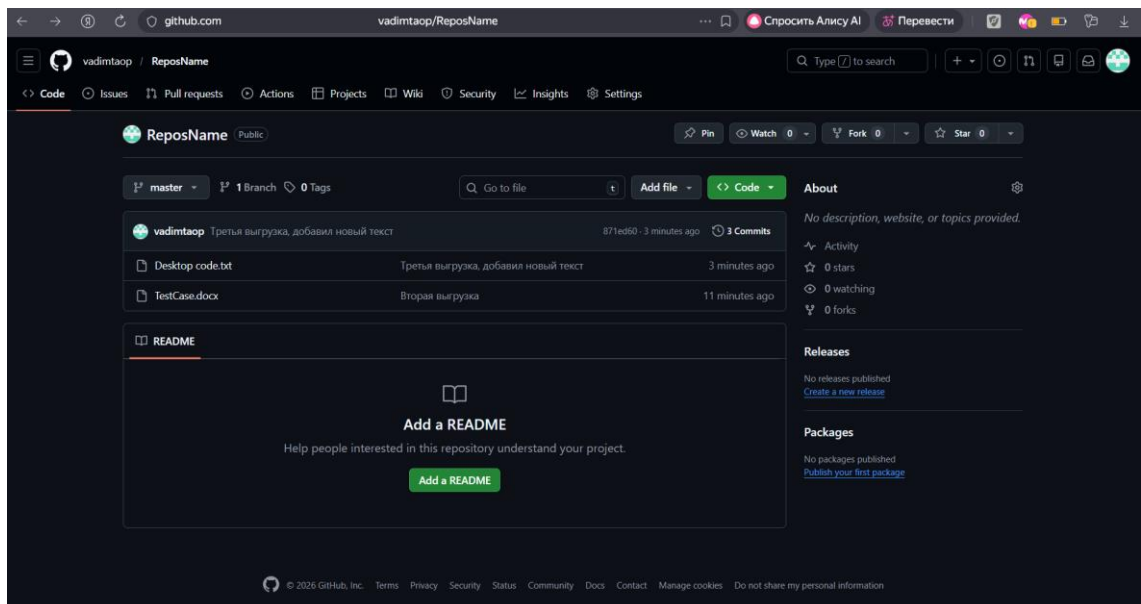 github.com vadimtaop/ReposName ... Спросить Алису AI Перевести
vadimtaop / ReposName Type / to search
Code Issues Pull requests Actions Projects Wiki Security Insights Settings
ReposName Public Pin Watch 0 Fork 0 Star 0
master 1 Branch 0 Tags Go to file t Add file Code
vadimtaop Третья выгрузка, добавил новый текст 871ed60 · 3 minutes ago 3 Commits
Desktop code.txt Третья выгрузка, добавил новый текст 3 minutes ago
TestCase.docx Вторая выгрузка 11 minutes ago
README
Add a README
Help people interested in this repository understand your project.
Add a README
About
No description, website, or topics provided.
Activity
0 stars
0 watching
0 forks
Releases
No releases published
Create a new release
Packages
No packages published
Publish your first package
© 2026 GitHub, Inc. Terms Privacy Security Status Community Docs Contact Manage cookies Do not share my personal information